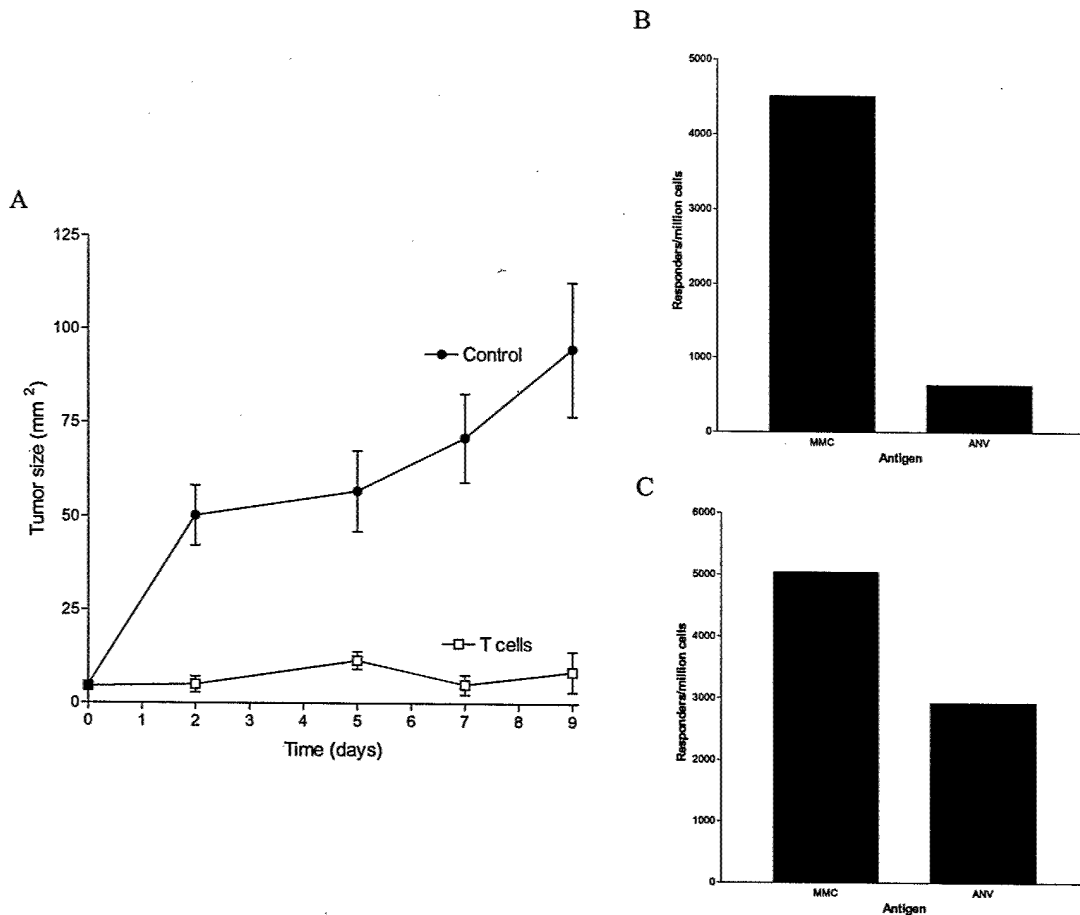 A
Tumor size (mm 2)
125
100
75
50
25
0
Control
T cells
0 1 2 3 4 5 6 7 8 9
Time (days)
B
Responders/million cells
5000
4000
3000
2000
1000
0
MMC ANV
Antigen
C
Responders/million cells
6000
5000
4000
3000
2000
1000
0
MMC ANV
Antigen